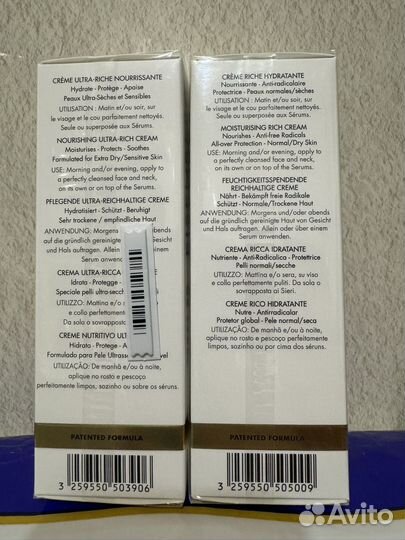 CRÈME ULTRA-RICHE NOURRISSANTE
Hydrate - Protège - Apaise
Peaux Ultra-Sèches et Sensibles
UTILISATION : Matin et/ou soir, sur
le visage et le cou parfaitement nettoyés.
Seule ou superposée aux Sérums.
NOURISHING ULTRA-RICH CREAM
Moisturises - Protects - Soothes
Formulated for Extra Dry/Sensitive Skin
USE: Morning and/or evening, apply to
a perfectly cleansed face and neck,
on its own or on top of the Serums.
PFLEGENDE ULTRA-REICHHALTIGE CREME
Hydratisiert - Schützt - Beruhigt
Sehr trockene / empfindliche Haut
ANWENDUNG: Morgens
auf die gründlich gereinigte
und Hals auftragen. Allein
einem Serum anwenden.
CREMA ULTRA-RICCA
Idrata - Protegge
Speciale pelli ultra-secche
UTILIZZO: Mattina e/o
e collo perfettamente
Da sola o sovrapposta
CREME NUTRITIVO UL
Hidrata - Protege - A
Formulado para Pele Ultrasse vel
UTILIZAÇÃO: De manhã e/ou à noite,
aplique no rosto e pescoço
perfeitamente limpos, sozinho ou sobre os séruns.
PATENTED FORMULA
3 259550 503906
CRÈME RICHE HYDRATANTE
Nourrissante - Anti-radicalaire
Protectrice - Peaux normales/sèches
UTILISATION : Matin et/ou soir, sur
le visage et le cou parfaitement nettoyés.
Seule ou superposée aux Sérums.
MOISTURISING RICH CREAM
Nourishes - Anti-free Radicals
All-over Protection - Normal/Dry Skin
USE: Morning and/or evening, apply to
a perfectly cleansed face and neck,
on its own or on top of the Serums.
FEUCHTIGKEITSSPENDENDE
REICHHALTIGE CREME
Nährt - Bekämpft freie Radikale
Schützt - Normale/Trockene Haut
ANWENDUNG: Morgens und/oder abends
auf die gründlich gereinigte Haut von Gesicht
und Hals auftragen. Allein oder über einem
Serum anwenden.
CREMA RICCA IDRATANTE
Nutriente - Anti-Radicalica - Protettrice
Pelli normali/secche
UTILIZZO: Mattina e/o sera, su viso
e collo perfettamente puliti. Da sola o
sovrapposta ai Sieri.
CREME RICO HIDRATANTE
Nutre - Antirradicalar
Protetor global - Pele normal/seca
UTILIZAÇÃO: De manhã e/ou à noite,
aplique no rosto e pescoço perfeitamente
limpos, sozinho ou por cima dos séruns.
PATENTED FORMULA
3 259550 505009
Avito